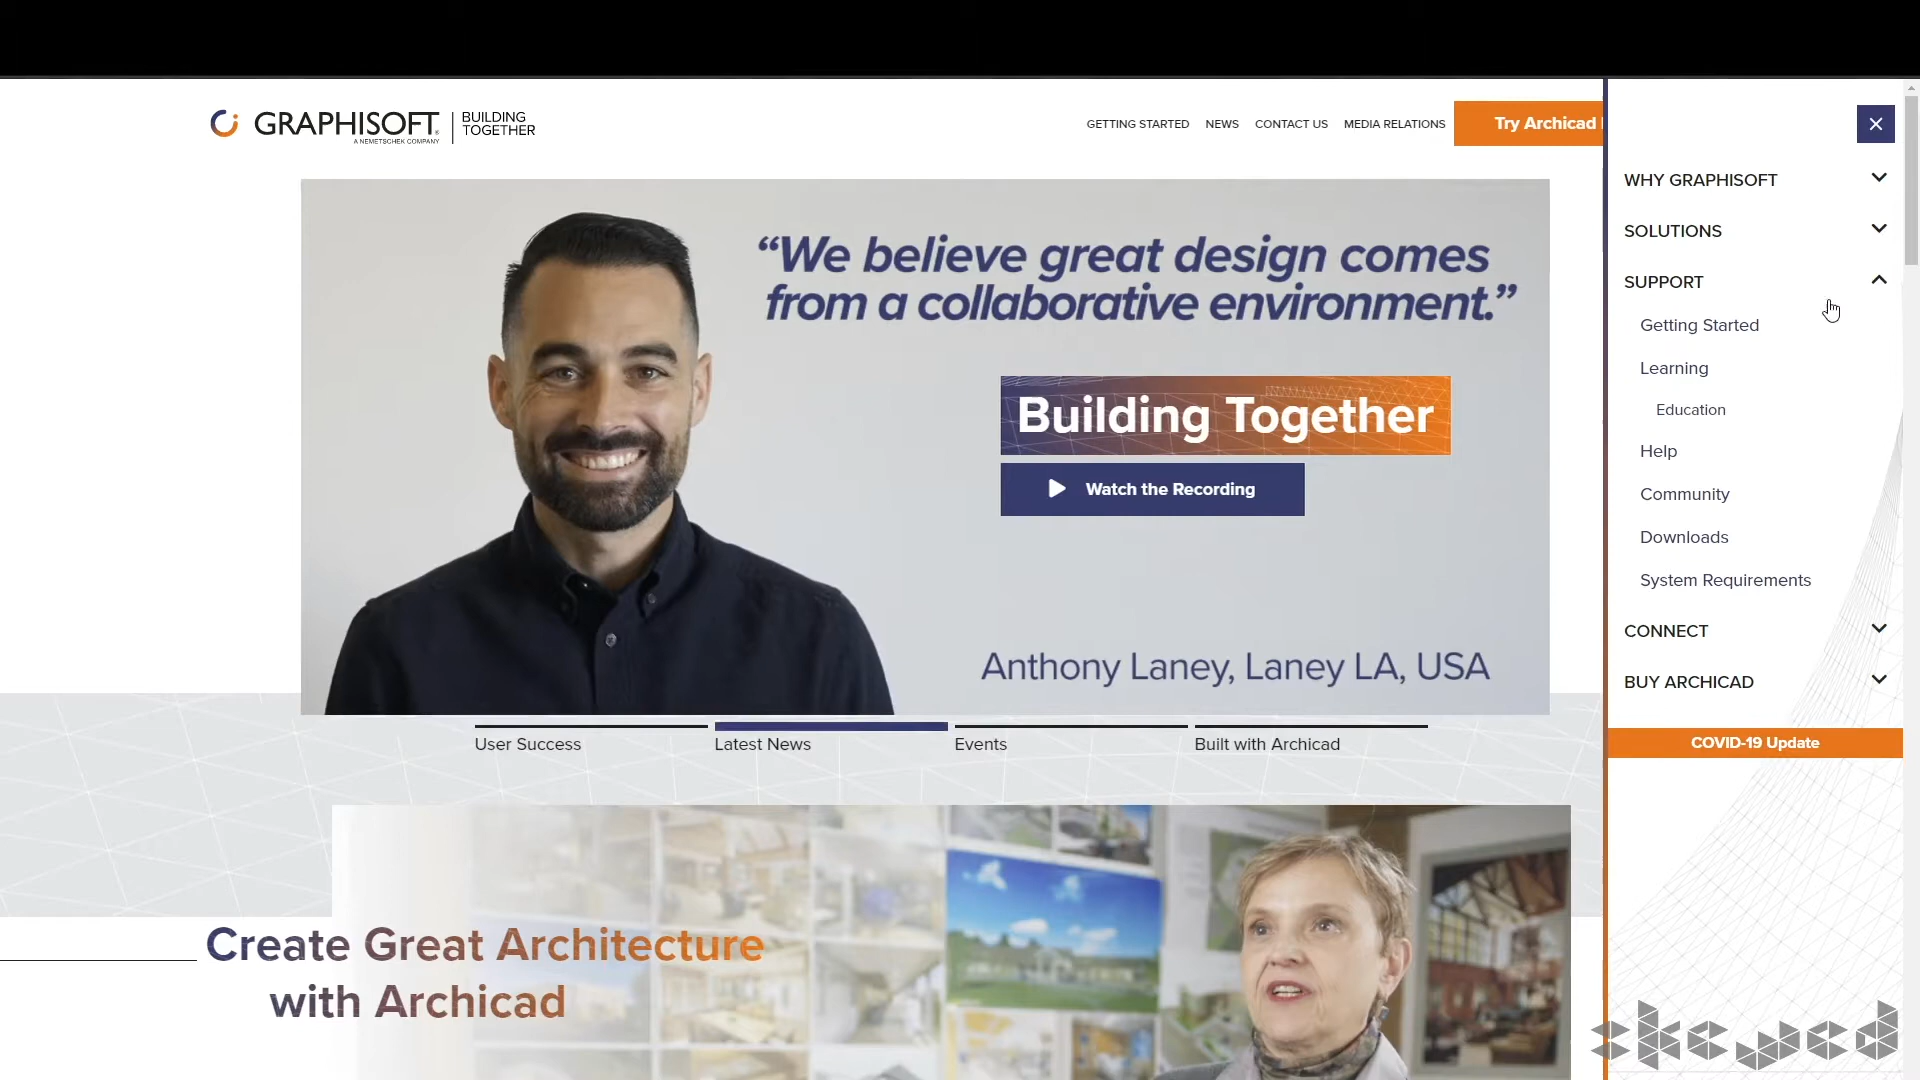 GRAPHISOFT
A NEMETSCHEK COMPANY
BUILDING
TOGETHER
GETTING STARTED NEWS CONTACT US MEDIA RELATIONS
Try Archicad
“We believe great design comes
from a collaborative environment.”
Building Together
Watch the Recording
Anthony Laney, Laney LA, USA
User Success
Latest News
Events
Built with Archicad
Create Great Architecture
with Archicad
WHY GRAPHISOFT
SOLUTIONS
SUPPORT
Getting Started
Learning
Education
Help
Community
Downloads
System Requirements
CONNECT
BUY ARCHICAD
COVID-19 Update